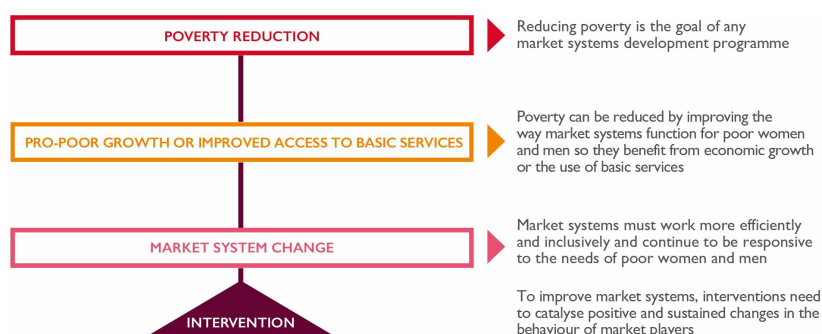 POVERTY REDUCTION
Reducing poverty is the goal of any
market systems development programme
PRO-POOR GROWTH OR IMPROVED ACCESS TO BASIC SERVICES
Poverty can be reduced by improving the
way market systems function for poor women
and men so they benefit from economic growth
or the use of basic services
MARKET SYSTEM CHANGE
Market systems must work more efficiently
and inclusively and continue to be responsive
to the needs of poor women and men
INTERVENTION
To improve market systems, interventions need
to catalyse positive and sustained changes in the
behaviour of market players